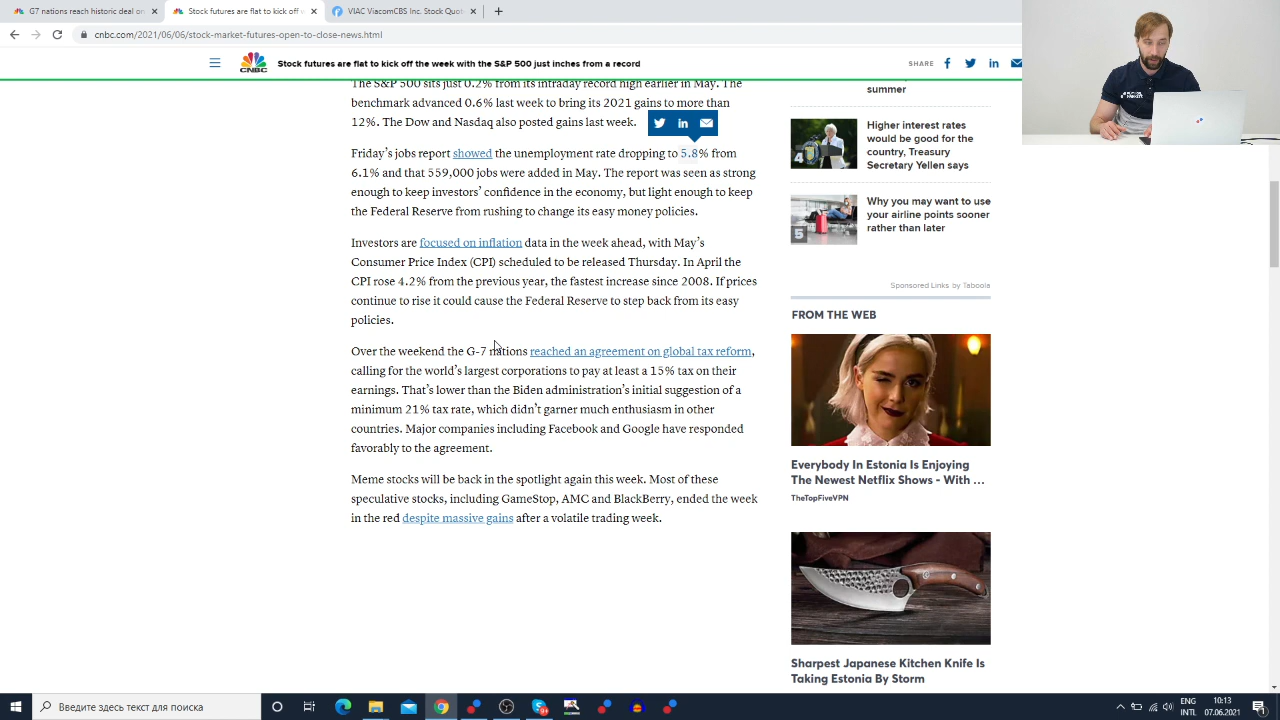 G7 nations reach historic deal on
Stock futures are flat to kick off
VIAC ViacomCBS Inc. Stock Quot
cnbc.com/2021/06/06/stock-market-futures-open-to-close-news.html
CNBC
Stock futures are flat to kick off the week with the S&P 500 just inches from a record
SHARE
The S&P 500 sits just 0.2% from its intraday record high earlier in May. The
benchmark advanced 0.6% last week to bring its 2021 gains to more than
12%. The Dow and Nasdaq also posted gains last week.
Friday's jobs report showed the unemployment rate dropping to 5.8% from
6.1% and that 559,000 jobs were added in May. The report was seen as strong
enough to keep investors' confidence in the economy, but light enough to keep
the Federal Reserve from rushing to change its easy money policies.
Investors are focused on inflation data in the week ahead, with May's
Consumer Price Index (CPI) scheduled to be released Thursday. In April the
CPI rose 4.2% from the year earlier, the fastest increase since 2008. If prices
continue to rise it could cause the Federal Reserve to step back from its easy
policies.
Over the weekend the G-7 nations reached an agreement on global tax reform,
calling for the world's largest corporations to pay at least a 15% tax on their
earnings. That's lower than the Biden administration's initial suggestion of a
minimum 21% tax rate, which didn't garner much enthusiasm in other
countries. Major companies including Facebook and Google have responded
favorably to the agreement.
Meme stocks will be back in the spotlight again this week. Most of these
speculative stocks, including GameStop, AMC and BlackBerry, ended the week
in the red despite massive gains after a volatile trading week.
summer
4
Higher interest rates
would be good for the
country, Treasury
Secretary Yellen says
5
Why you may want to use
your airline points sooner
rather than later
Sponsored Links by Taboola
FROM THE WEB
Everybody In Estonia Is Enjoying
The Newest Netflix Shows - With ...
TheTopFiveVPN
Sharpest Japanese Kitchen Knife Is
Taking Estonia By Storm
Введите здесь текст для поиска
ENG
INTL
10:13
07.06.2021